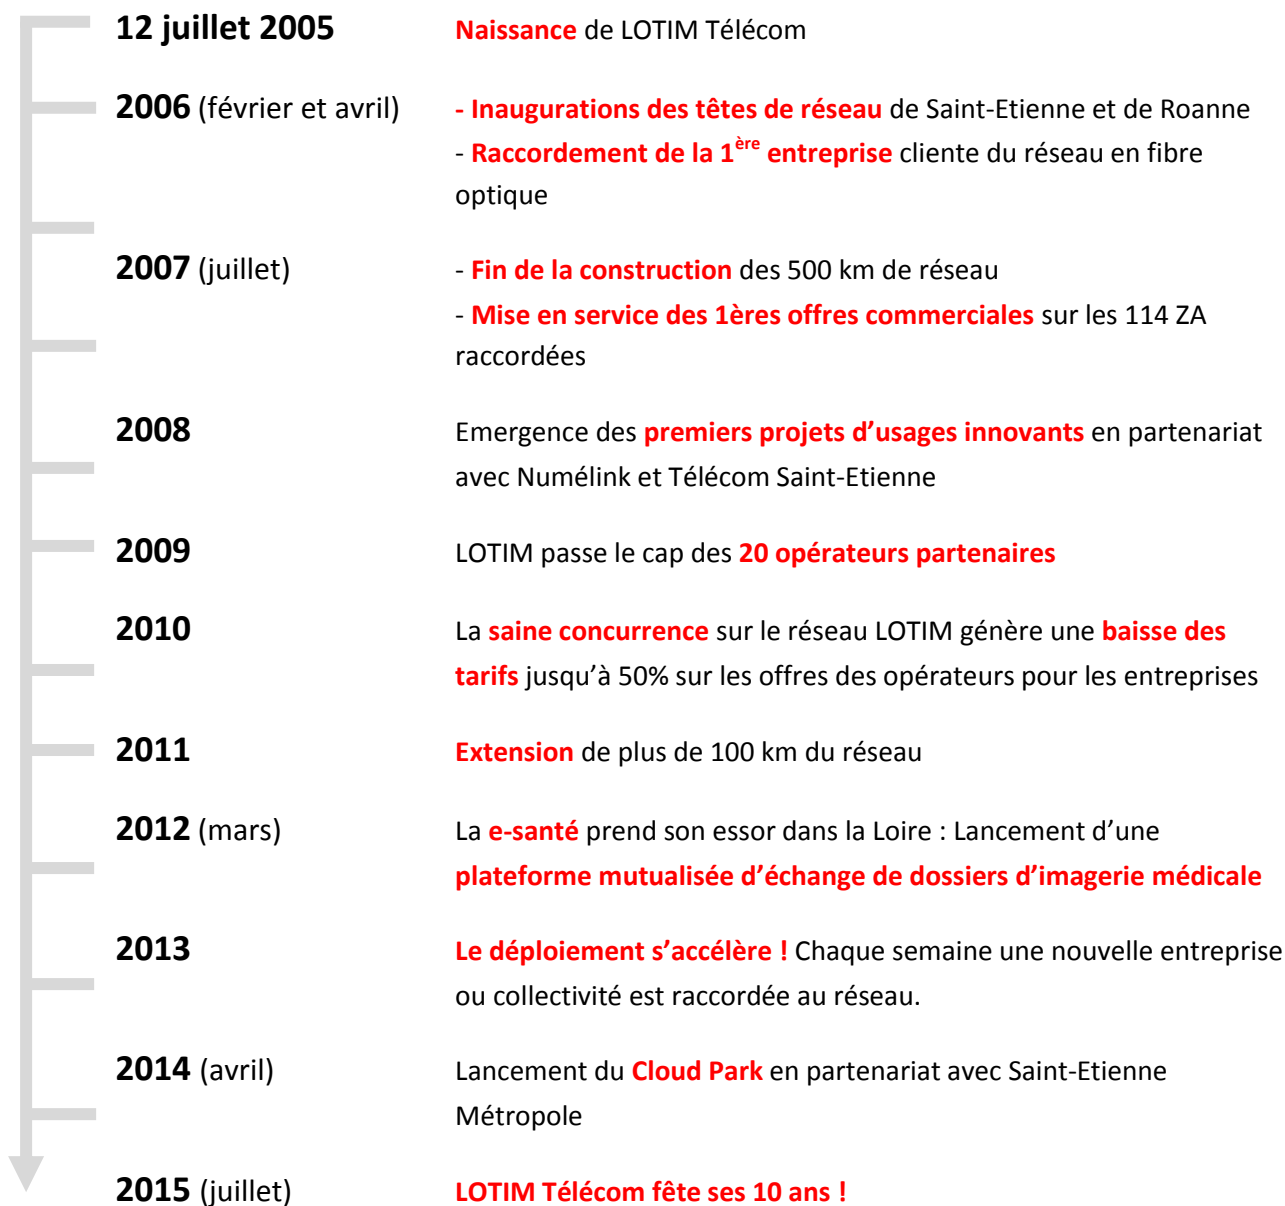 12 juillet 2005 Naissance de LOTIM Télécom
2006 (février et avril) - Inaugurations des têtes de réseau de Saint-Etienne et de Roanne
- Raccordement de la 1ère entreprise cliente du réseau en fibre
optique
2007 (juillet) - Fin de la construction des 500 km de réseau
- Mise en service des 1ères offres commerciales sur les 114 ZA
raccordées
2008 Emergence des premiers projets d’usages innovants en partenariat
avec Numélink et Télécom Saint-Etienne
2009 LOTIM passe le cap des 20 opérateurs partenaires
2010 La saine concurrence sur le réseau LOTIM génère une baisse des
tarifs jusqu’à 50% sur les offres des opérateurs pour les entreprises
2011 Extension de plus de 100 km du réseau
2012 (mars) La e-santé prend son essor dans la Loire : Lancement d’une
plateforme mutualisée d’échange de dossiers d’imagerie médicale
2013 Le déploiement s’accélère ! Chaque semaine une nouvelle entreprise
ou collectivité est raccordée au réseau.
2014 (avril) Lancement du Cloud Park en partenariat avec Saint-Etienne
Métropole
2015 (juillet) LOTIM Télécom fête ses 10 ans !